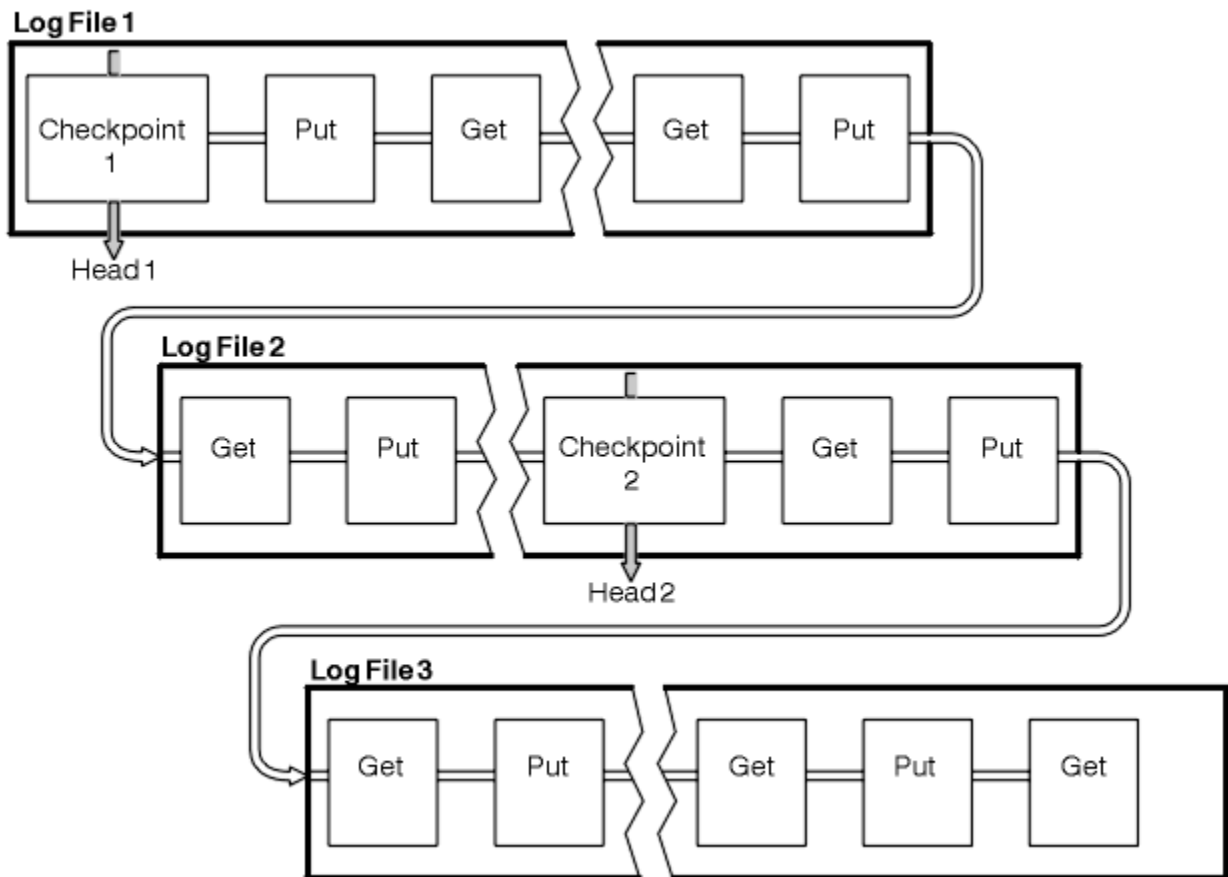 Log File 1
Checkpoint
1
Put
Get
Get
Put
Head 1
Log File 2
Get
Put
Checkpoint
2
Get
Put
Head 2
Log File 3
Get
Put
Get
Put
Get